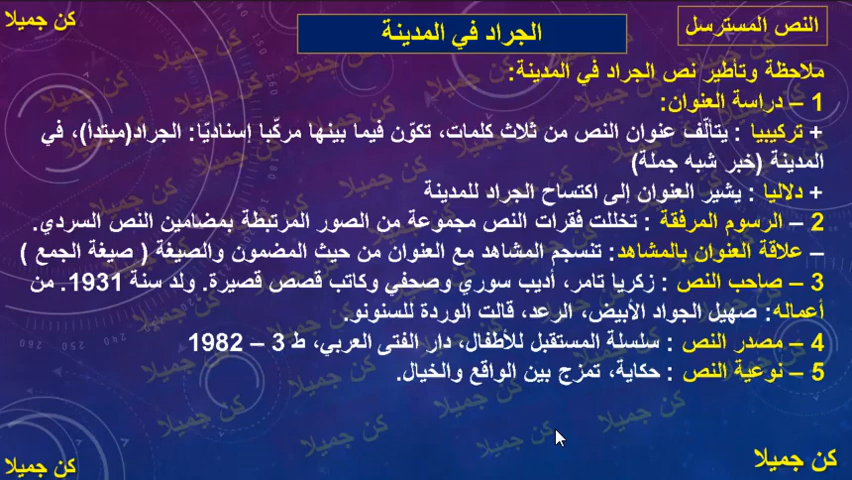 كن جميلا
النص المسترسل
الجراد في المدينة
ملاحظة وتأطير نص الجراد في المدينة:
1 – دراسة العنوان:
+ تركيبيا : يتألّف عنوان النص من ثلاث كلمات، تكوّن فيما بينها مركّبا إسناديّا: الجراد(مبتدأ)، في
المدينة (خبر شبه جملة)
+ دلاليا : يشير العنوان إلى اكتساح الجراد للمدينة
2 – الرسوم المرفقة : تخللت فقرات النص مجموعة من الصور المرتبطة بمضامين النص السردي.
– علاقة العنوان بالمشاهد: تنسجم المشاهد مع العنوان من حيث المضمون والصيغة ( صيغة الجمع )
3 – صاحب النص : زكريا تامر، أديب سوري وصحفي وكاتب قصص قصيرة. ولد سنة 1931. من
أعماله: صهيل الجواد الأبيض، الرعد، قالت الوردة للسنونو.
4 – مصدر النص : سلسلة المستقبل للأطفال، دار الفتى العربي، ط 3 – 1982
5 – نوعية النص : حكاية، تمزج بين الواقع والخيال.
كن جميلا
كن جميلا